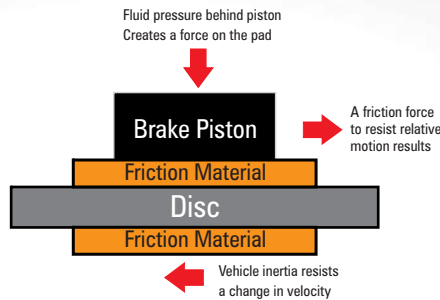 Fluid pressure behind piston
Creates a force on the pad
Brake Piston
A friction force
to resist relative
motion results
Friction Material
Disc
Friction Material
Vehicle inertia resists
a change in velocity